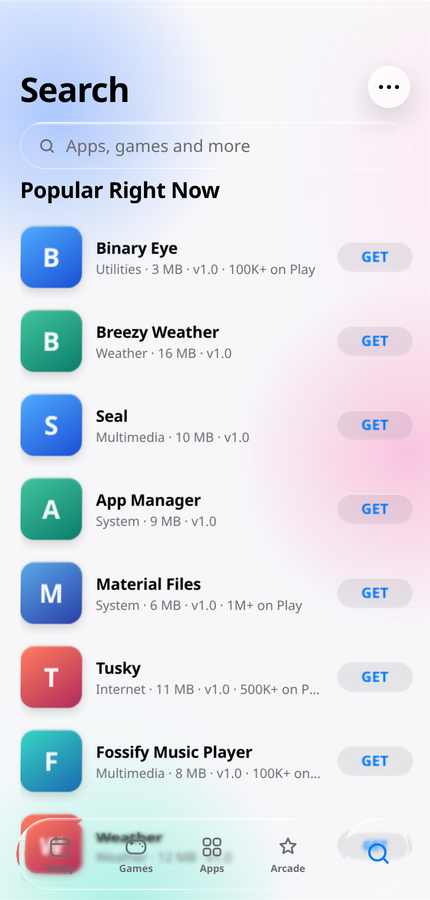 Search
Apps, games and more
Popular Right Now
B
Binary Eye
Utilities · 3 MB · v1.0 · 100K+ on Play
GET
B
Breezy Weather
Weather · 16 MB · v1.0
GET
S
Seal
Multimedia · 10 MB · v1.0
GET
A
App Manager
System · 9 MB · v1.0
GET
M
Material Files
System · 6 MB · v1.0 · 1M+ on Play
GET
T
Tusky
Internet · 11 MB · v1.0 · 500K+ on P...
GET
F
Fossify Music Player
Multimedia · 8 MB · v1.0 · 100K+ on...
GET
Weather
Weather · 12 MB
Games
Apps
Arcade